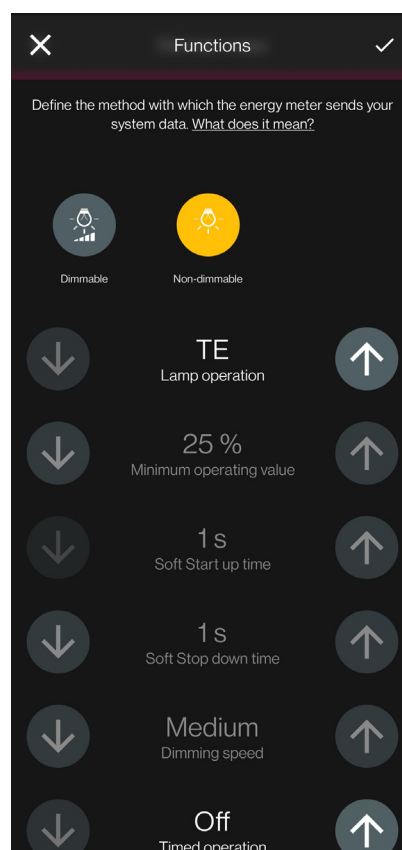 Functions
Define the method with which the energy meter sends your
system data. What does it mean?
Dimmable
Non-dimmable
TE
Lamp operation
25 %
Minimum operating value
1 s
Soft Start up time
1 s
Soft Stop down time
Medium
Dimming speed
Off
Timed operation